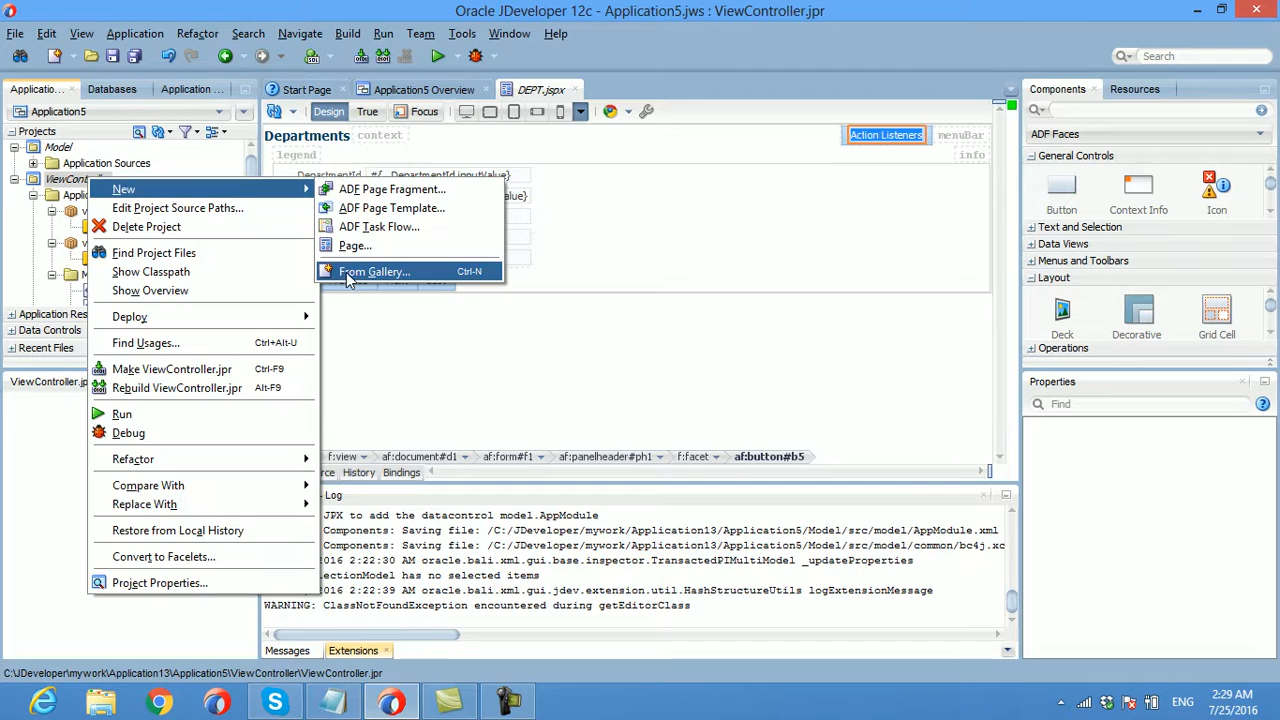 Oracle JDeveloper 12c - Application5.jws : ViewController.jpr
File Edit View Application Refactor Search Navigate Build Run Team Tools Window Help
Search
Applicatio... Databases Application ... Start Page Application5 Overview DEPT.jspx Components Resources
Application5 Design True Focus
Projects Departments context Action Listeners menuBar ADF Faces
Model legend info General Controls
Application Sources
ViewC
New ADF Page Fragment... Button Context Info Icon
Edit Project Source Paths... ADF Page Template... Text and Selection
Delete Project ADF Task Flow... Data Views
Page... Menus and Toolbars
Find Project Files From Gallery... Ctrl-N Layout
Show Classpath
Show Overview
Application Res
Deploy
Data Controls Deck Decorative Grid Cell
Find Usages... Ctrl+Alt-U
Recent Files Operations
Make ViewController.jpr Ctrl-F9
ViewController.jp Properties
Rebuild ViewController.jpr Alt-F9
Find
Run
Debug
Refactor f:view af:document#d1 af:form#f1 af:panelheader#ph1 f:facet af:button#b5
rce History Bindings
Compare With
Log
Replace With
JPX to add the datacontrol model.AppModule
Restore from Local History Components: Saving file: /C:/JDeveloper/mywork/Application13/Application5/Model/src/model/AppModule.xml
Components: Saving file: /C:/JDeveloper/mywork/Application13/Application5/Model/src/model/common/bc4j.xc
Convert to Facelets... 2016 2:22:30 AM oracle.bali.xml.gui.base.inspector.TransactedPIMultiModel _updateProperties
ectionModel has no selected items
Project Properties... 2016 2:22:39 AM oracle.bali.xml.gui.jdev.extension.util.HashStructureUtils logExtensionMessage
WARNING: ClassNotFoundException encountered during getEditorClass
Messages Extensions
C:\JDeveloper\mywork\Application13\Application5\ViewController\ViewController.jpr
ENG 2:29 AM
7/25/2016